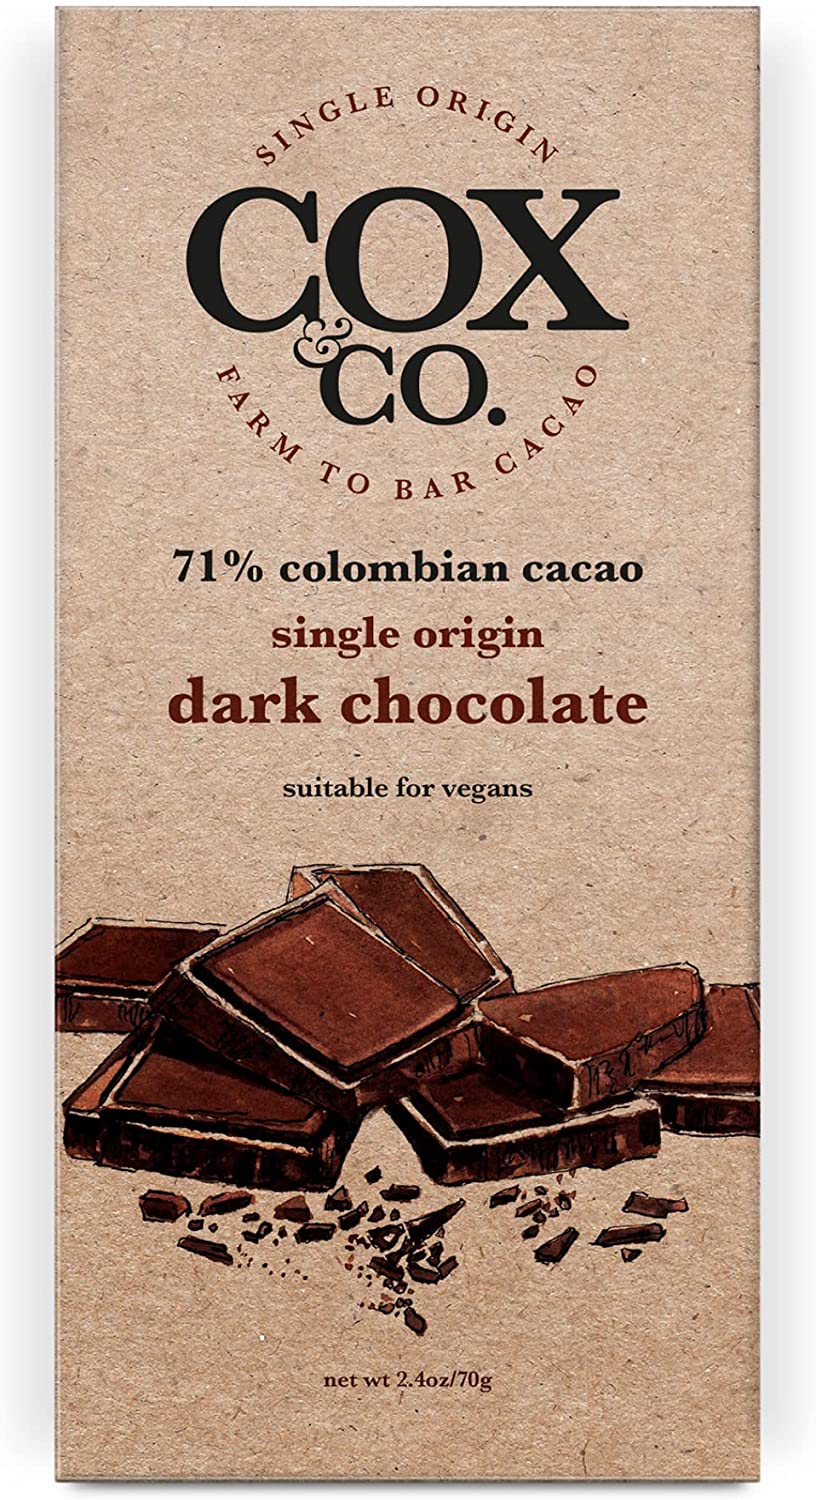 SINGLE ORIGIN
COX
& CO.
FARM TO BAR CACAO
71% colombian cacao
single origin
dark chocolate
suitable for vegans
net wt 2.4oz/70g